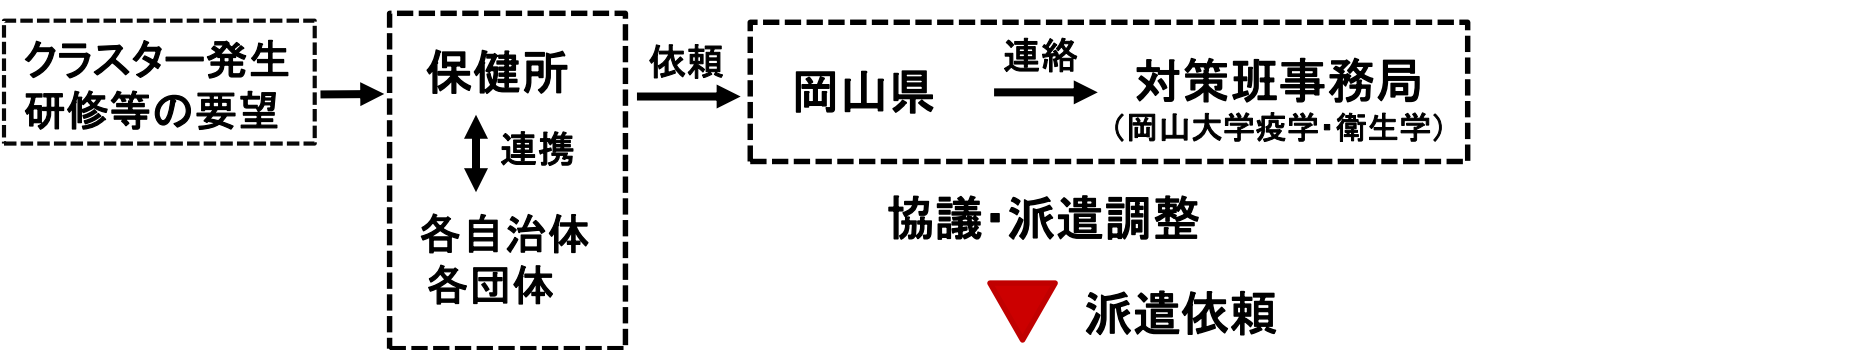 クラスター発生
研修等の要望
保健所
連携
各自治体
各団体
依頼
岡山県
連絡
対策班事務局
（岡山大学疫学・衛生学）
協議・派遣調整
派遣依頼